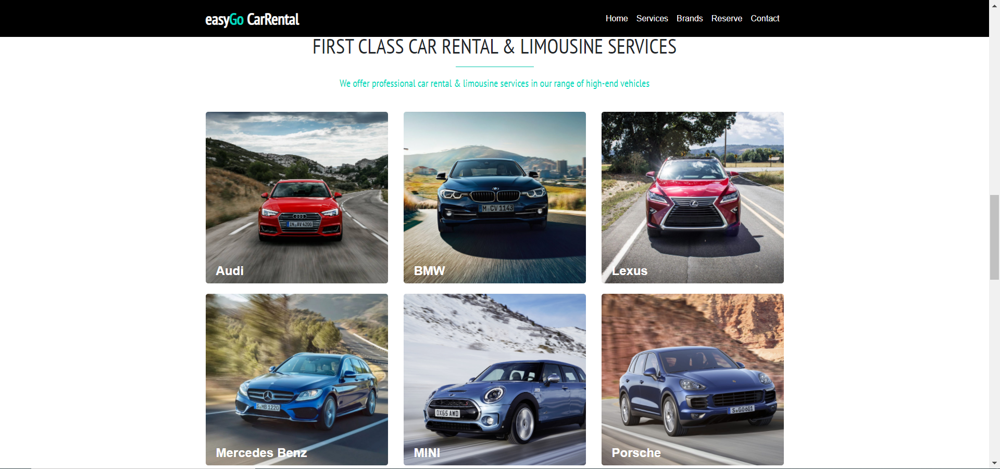 easyGo CarRental
Home Services Brands Reserve Contact
FIRST CLASS CAR RENTAL & LIMOUSINE SERVICES
We offer professional car rental & limousine services in our range of high-end vehicles
IN AV 4200
M CV 1143
Audi
BMW
Lexus
S MB 1220
OX65 AWD
S GO 601
Mercedes Benz
MINI
Porsche